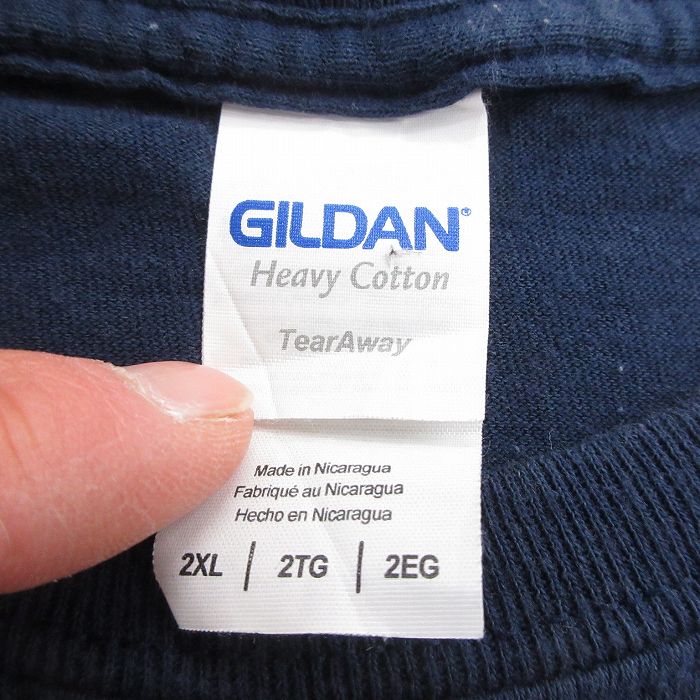 GILDAN®
Heavy Cotton
TearAway
Made in Nicaragua
Fabriqué au Nicaragua
Hecho en Nicaragua
2XL | 2TG | 2EG